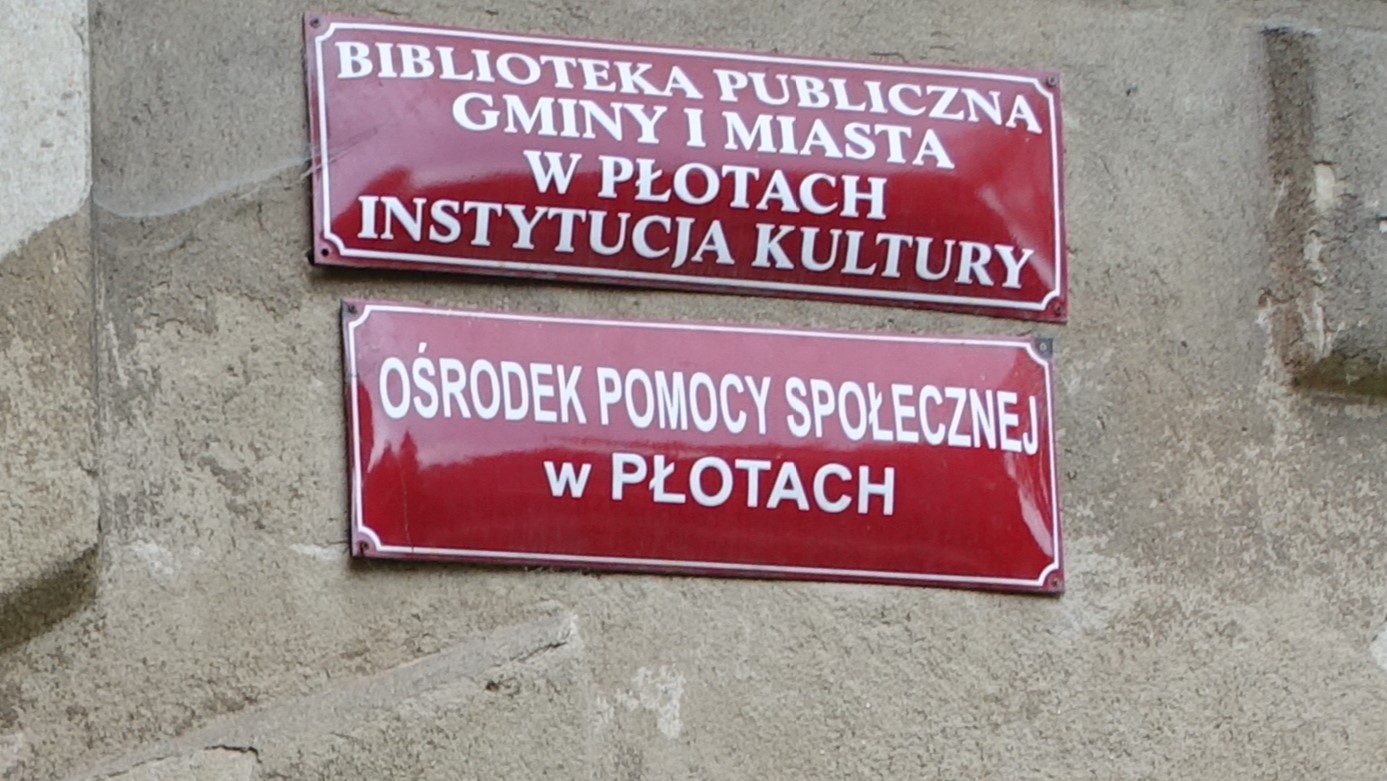 BIBLIOTEKA PUBLICZNA
GMINY I MIASTA
W PŁOTACH
INSTYTUCJA KULTURY
OŚRODEK POMOCY SPOŁECZNEJ
w PŁOTACH